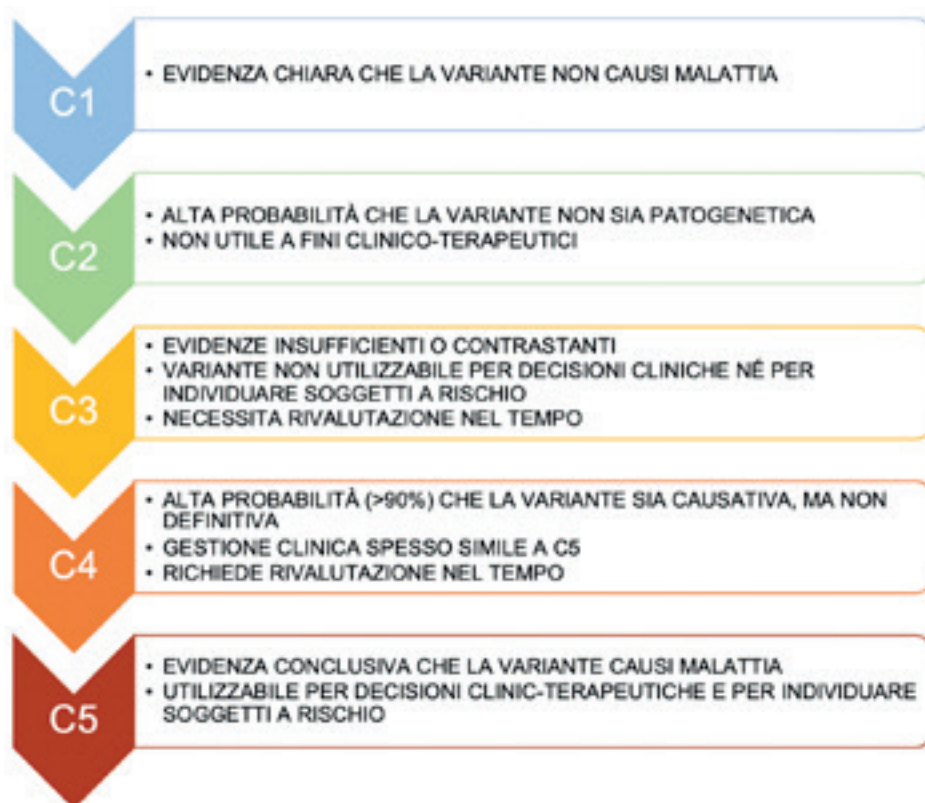 C1
• EVIDENZA CHIARA CHE LA VARIANTE NON CAUSI MALATTIA
C2
• ALTA PROBABILITÀ CHE LA VARIANTE NON SIA PATOGENETICA
• NON UTILE A FINI CLINICO-TERAPEUTICI
C3
• EVIDENZE INSUFFICIENTI O CONTRASTANTI
• VARIANTE NON UTILIZZABILE PER DECISIONI CLINICHE NÉ PER
INDIVIDUARE SOGGETTI A RISCHIO
• NECESSITA RIVALUTAZIONE NEL TEMPO
C4
• ALTA PROBABILITÀ (>90%) CHE LA VARIANTE SIA CAUSATIVA, MA NON
DEFINITIVA
• GESTIONE CLINICA SPESSO SIMILE A C5
• RICHIEDE RIVALUTAZIONE NEL TEMPO
C5
• EVIDENZA CONCLUSIVA CHE LA VARIANTE CAUSI MALATTIA
• UTILIZZABILE PER DECISIONI CLINIC-TERAPEUTICHE E PER INDIVIDUARE
SOGGETTI A RISCHIO